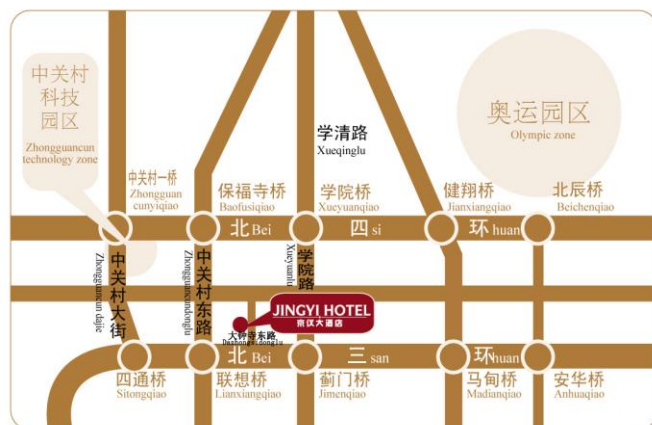 中关村
科技
园区
Zhongguancun
technology zone
奥运园区
Olympic zone
学清路
Xueqinglu
中关村一桥
Zhongguan
cunyiqiao
保福寺桥
Baofusiqiao
学院桥
Xueyuanqiao
健翔桥
Jianxiangqiao
北辰桥
Beichenqiao
北 Bei 四 si 环 huan
中关村大街
Zhongguancun dajie
中关村东路
Zhongguancundonglu
学院路
Xueyuanlu
JINGYI HOTEL
京仪大酒店
大钟寺东路
Dazhongsidonglu
北 Bei 三 san 环 huan
四通桥
Sitongqiao
联想桥
Lianxiangqiao
蓟门桥
Jimenqiao
马甸桥
Madianqiao
安华桥
Anhuaqiao